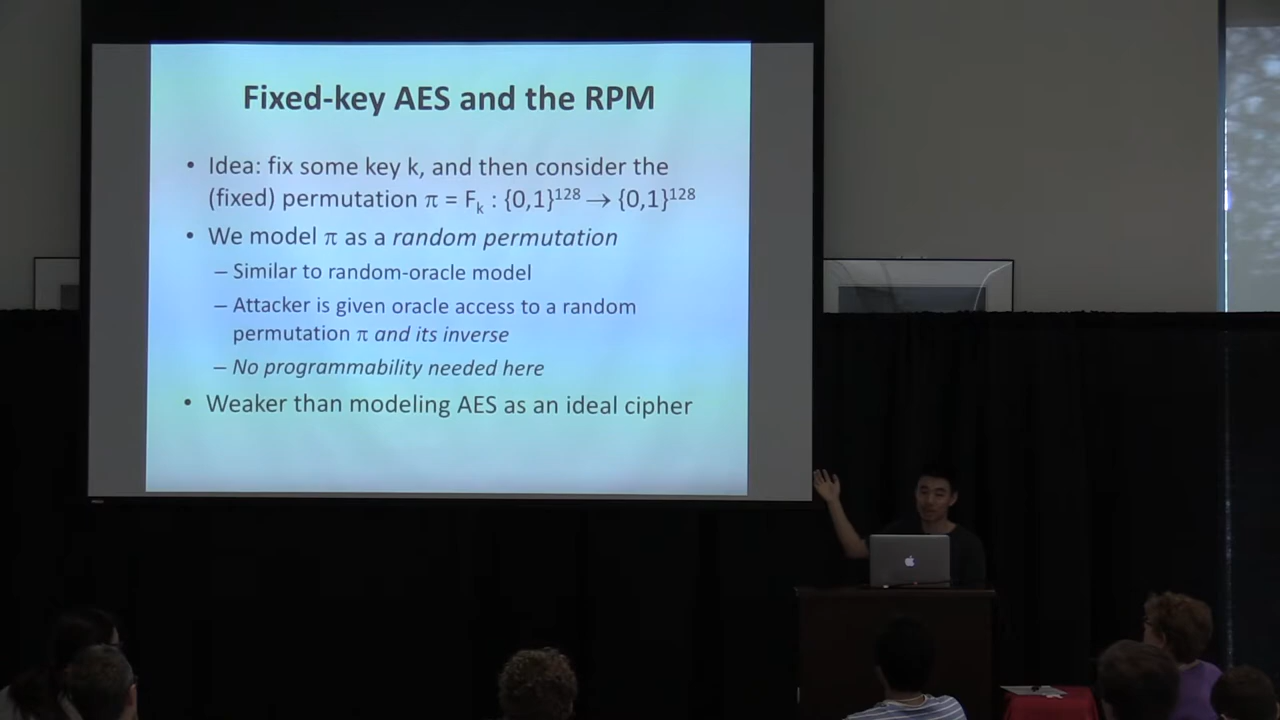 Fixed-key AES and the RPM
• Idea: fix some key k, and then consider the
(fixed) permutation π = Fₖ : {0,1}¹²⁸ → {0,1}¹²⁸
• We model π as a random permutation
– Similar to random-oracle model
– Attacker is given oracle access to a random
permutation π and its inverse
– No programmability needed here
• Weaker than modeling AES as an ideal cipher